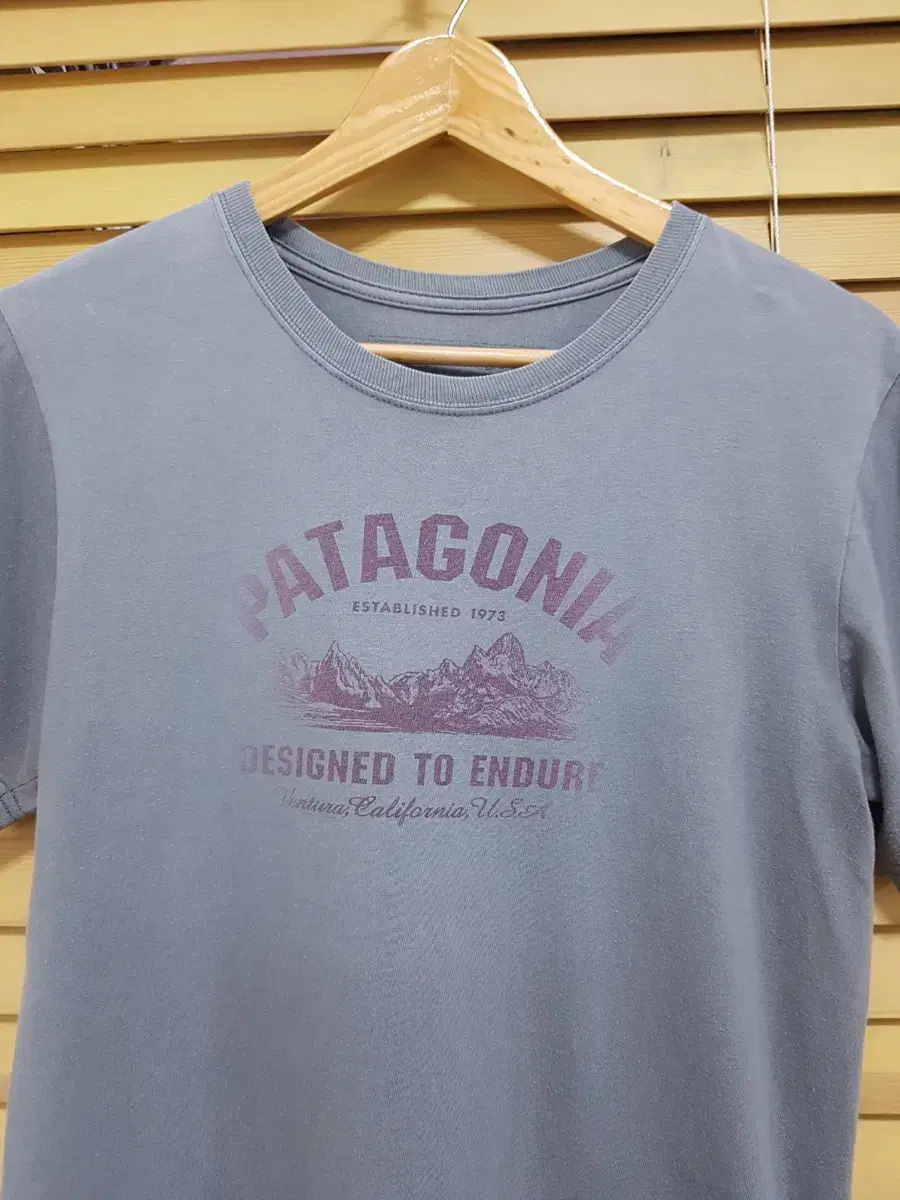 PATAGONIA
ESTABLISHED 1973
DESIGNED TO ENDURE
Ventura, California, U.S.A